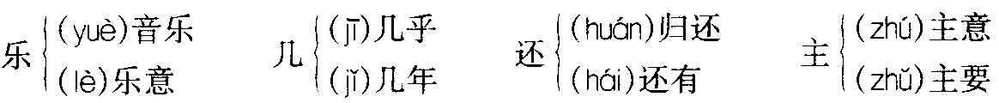 乐 (yuè)音乐 (lè)乐意
几 (jī)几乎 (jǐ)几年
还 (huán)归还 (hái)还有
主 (zhú)主意 (zhǔ)主要